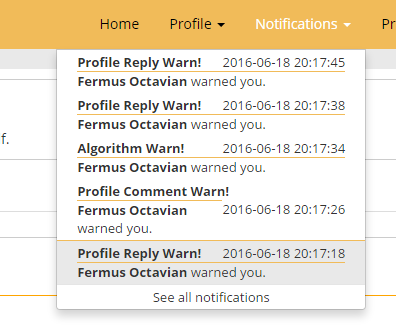 Home Profile Notifications Pr
Profile Reply Warn! 2016-06-18 20:17:45
Fermus Octavian warned you.
Profile Reply Warn! 2016-06-18 20:17:38
f.
Fermus Octavian warned you.
Algorithm Warn! 2016-06-18 20:17:34
Fermus Octavian warned you.
Profile Comment Warn!
Fermus Octavian 2016-06-18 20:17:26
warned you.
Profile Reply Warn! 2016-06-18 20:17:18
Fermus Octavian warned you.
See all notifications